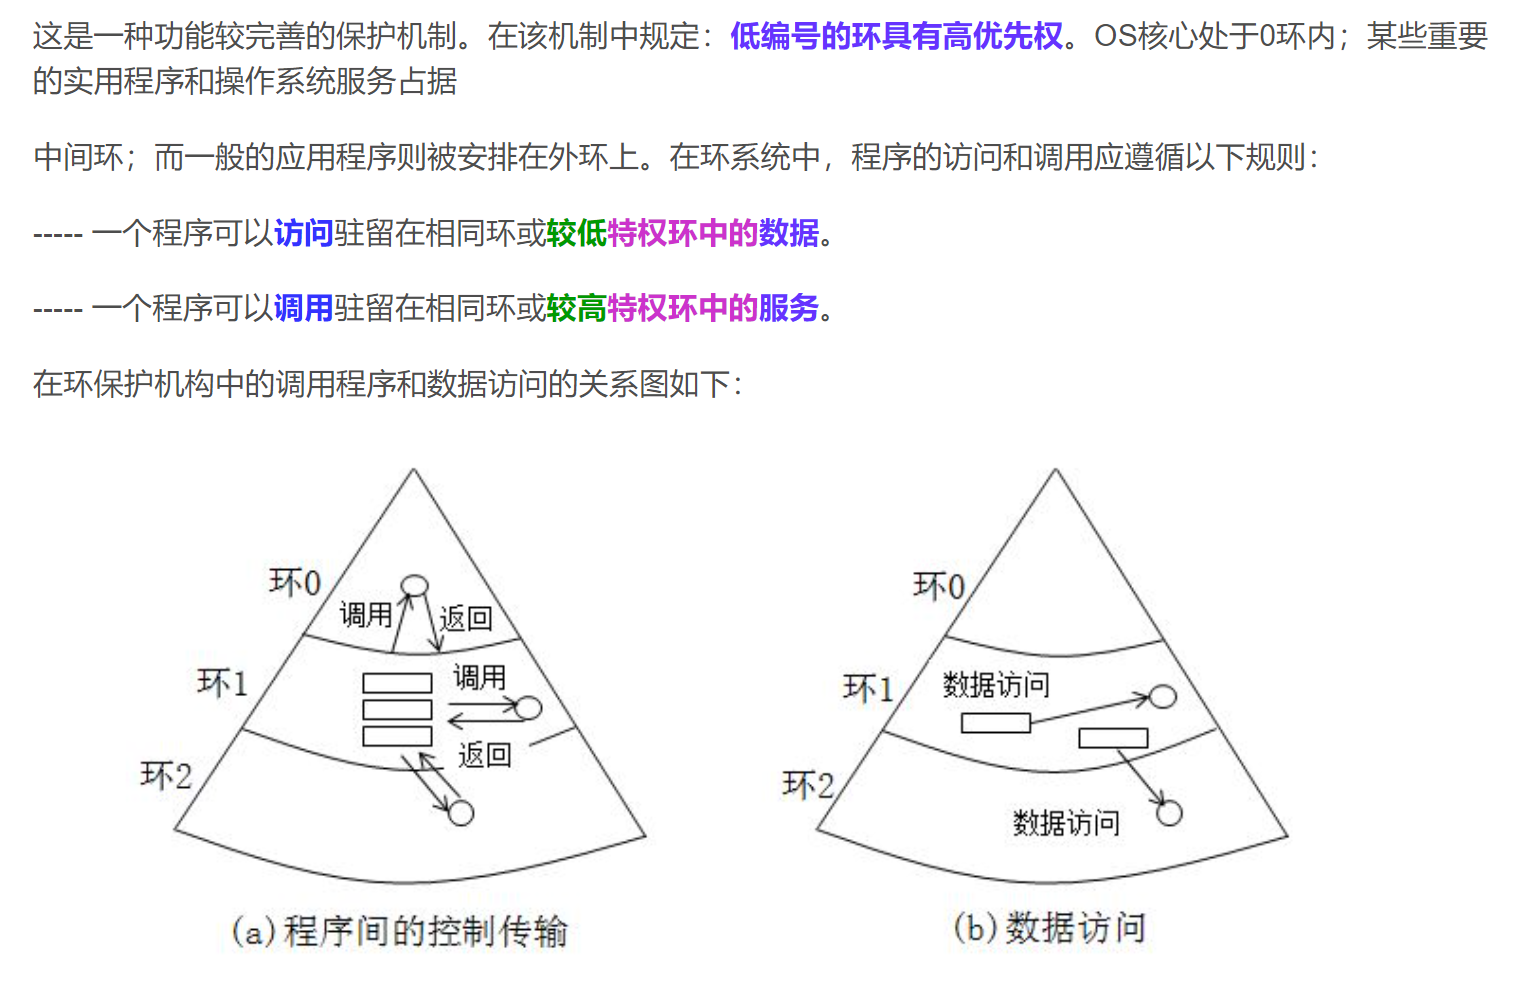 这是一种功能较完善的保护机制。在该机制中规定：低编号的环具有高优先权。OS核心处于0环内；某些重要
的实用程序和操作系统服务占据
中间环；而一般的应用程序则被安排在外环上。在环系统中，程序的访问和调用应遵循以下规则：
----- 一个程序可以访问驻留在相同环或较低特权环中的数据。
----- 一个程序可以调用驻留在相同环或较高特权环中的服务。
在环保护机构中的调用程序和数据访问的关系图如下：
环0
调用
返回
环1
调用
返回
环2
(a)程序间的控制传输
环0
环1
数据访问
环2
数据访问
(b)数据访问